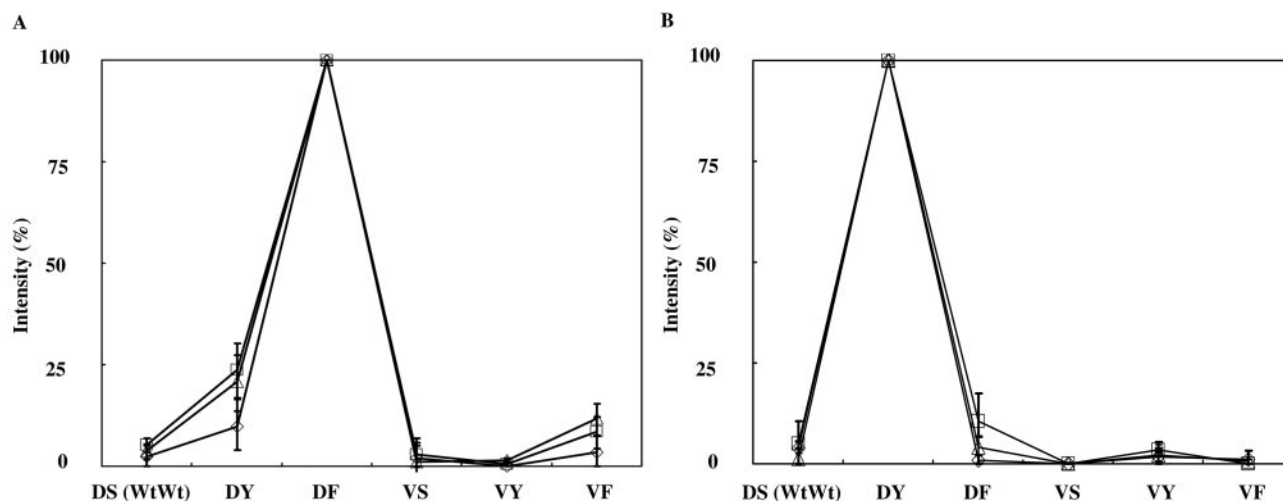 A
100
75
50
25
0
Intensity (%)
DS (WtWt) DY DF VS VY VF
B
100
75
50
25
0
Intensity (%)
DS (WtWt) DY DF VS VY VF